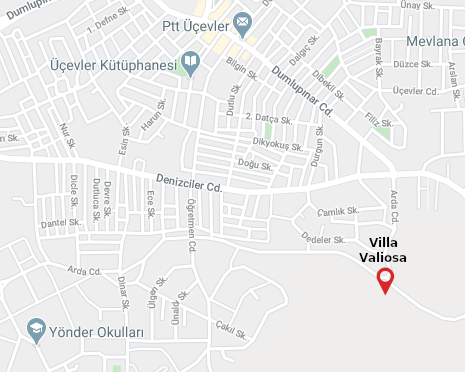 Dumlupınar
1. Defne Sk.
Ptt Üçevler
Ünay Sk.
Bayrak Sk.
Mevlana C
Dalgıç Sk.
Düzce Sk.
Arslan Sk.
Üçevler Kütüphanesi
Bilgin Sk.
Dumlupınar Cd.
Dibekli Sk.
Üçevler Cd.
Dudu Sk.
2. Datça Sk.
Filiz Sk.
Nur Sk.
Harun Sk.
Esin Sk.
Dikyokuş Sk.
Durgun Sk.
Doğu Sk.
Denizciler Cd.
Dicle Sk.
Dutluca Sk.
Devre Sk.
Ece Sk.
Öğretmen Cd.
Arda Cd.
Çamlık Sk.
Dantel Sk.
Dedeler Sk.
Villa
Valiosa
Arda Cd.
Dinar Sk.
Ülgen Sk.
Ünalp
Çakıl Sk.
Yönder Okulları